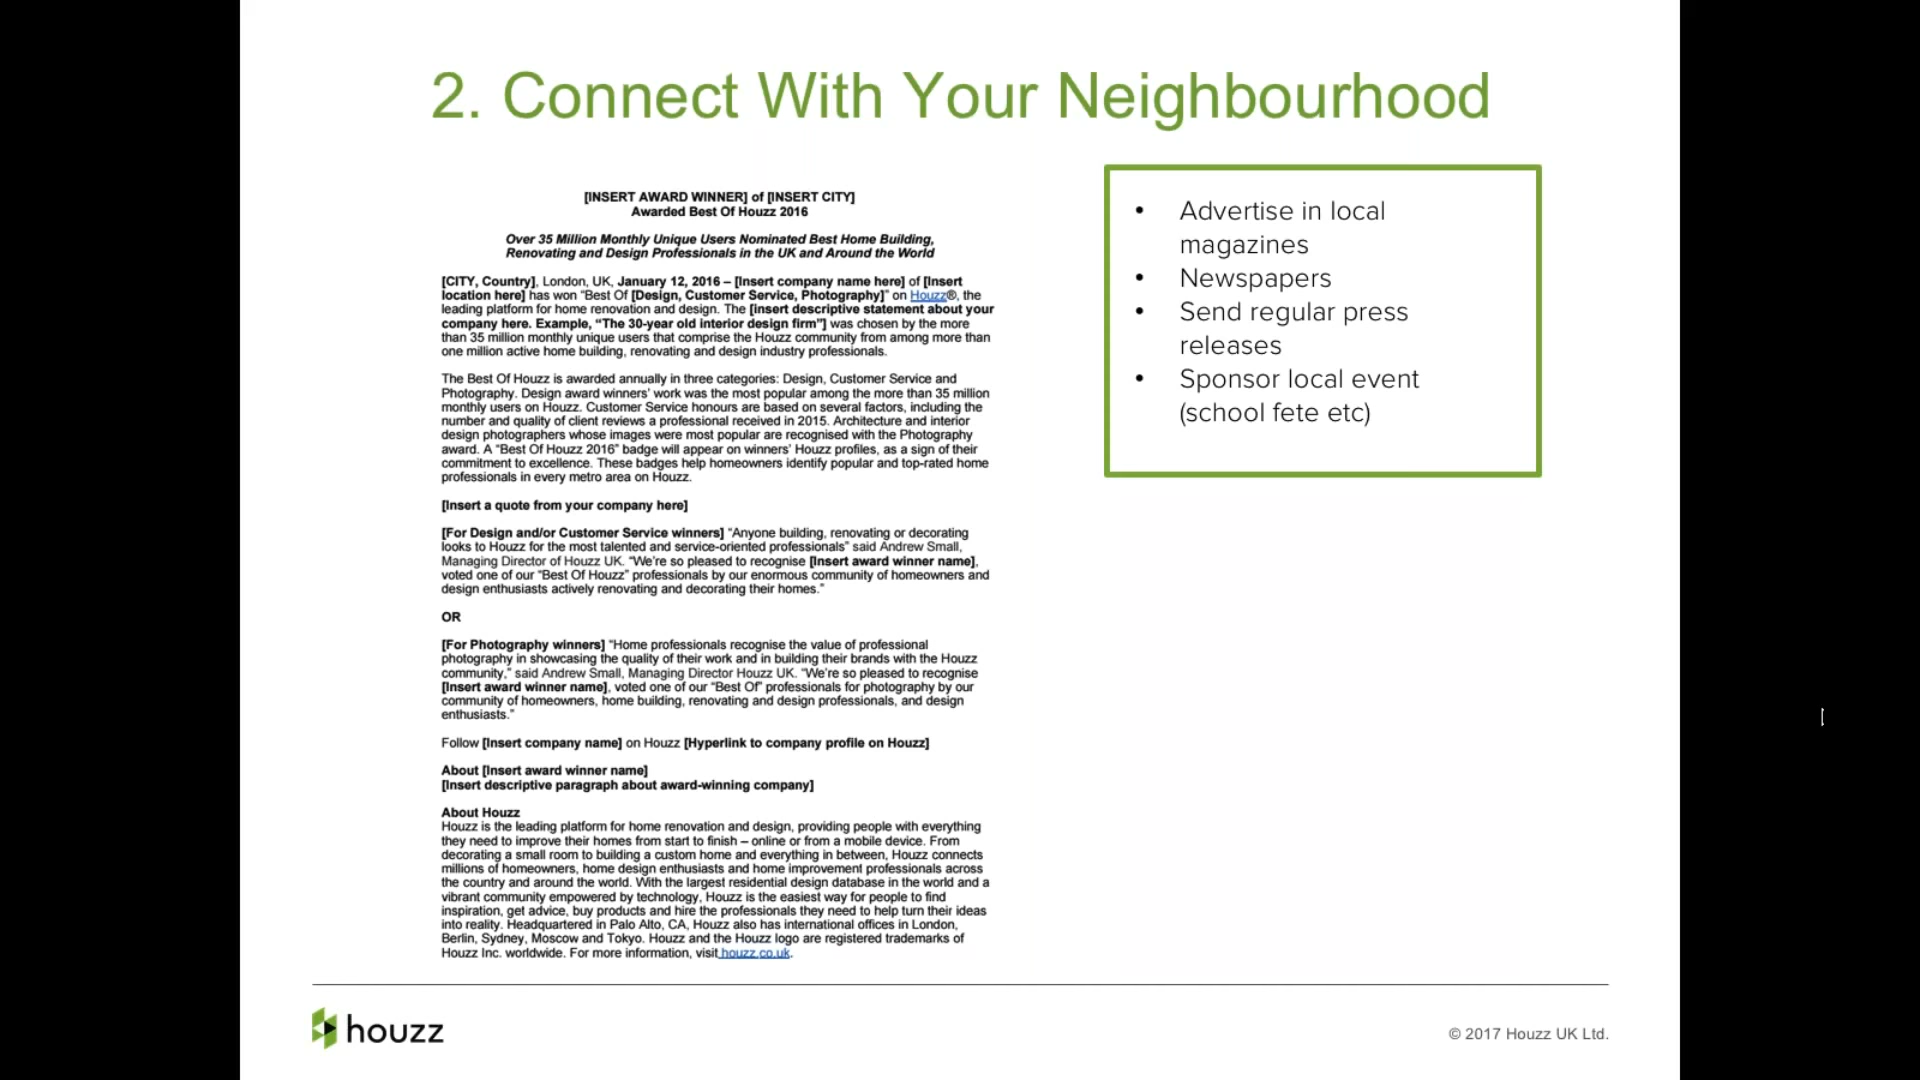 2. Connect With Your Neighbourhood
[INSERT AWARD WINNER] of [INSERT CITY]
Awarded Best Of Houzz 2016
Over 35 Million Monthly Unique Users Nominated Best Home Building,
Renovating and Design Professionals in the UK and Around the World
[CITY, Country], London, UK, January 12, 2016 – [Insert company name here] of [Insert
location here] has won “Best Of [Design, Customer Service, Photography]” on Houzz®, the
leading platform for home renovation and design. The [insert descriptive statement about your
company here. Example, “The 30-year old interior design firm”] was chosen by the more
than 35 million monthly unique users that comprise the Houzz community from among more than
one million active home building, renovating and design industry professionals.
The Best Of Houzz is awarded annually in three categories: Design, Customer Service and
Photography. Design award winners’ work was the most popular among the more than 35 million
monthly users on Houzz. Customer Service honours are based on several factors, including the
number and quality of client reviews a professional received in 2015. Architecture and interior
design photographers whose images were most popular are recognised with the Photography
award. A “Best Of Houzz 2016” badge will appear on winners’ Houzz profiles, as a sign of their
commitment to excellence. These badges help homeowners identify popular and top-rated home
professionals in every metro area on Houzz.
[Insert a quote from your company here]
[For Design and/or Customer Service winners] “Anyone building, renovating or decorating
looks to Houzz for the most talented and service-oriented professionals” said Andrew Small,
Managing Director of Houzz UK. “We’re so pleased to recognise [Insert award winner name],
voted one of our “Best Of Houzz” professionals by our enormous community of homeowners and
design enthusiasts actively renovating and decorating their homes.”
OR
[For Photography winners] “Home professionals recognise the value of professional
photography in showcasing the quality of their work and in building their brands with the Houzz
community,” said Andrew Small, Managing Director Houzz UK. “We’re so pleased to recognise
[Insert award winner name], voted one of our “Best Of” professionals for photography by our
community of homeowners, home building, renovating and design professionals, and design
enthusiasts.”
Follow [Insert company name] on Houzz [Hyperlink to company profile on Houzz]
About [Insert award winner name]
[Insert descriptive paragraph about award-winning company]
About Houzz
Houzz is the leading platform for home renovation and design, providing people with everything
they need to improve their homes from start to finish – online or from a mobile device. From
decorating a small room to building a custom home and everything in between, Houzz connects
millions of homeowners, home design enthusiasts and home improvement professionals across
the country and around the world. With the largest residential design database in the world and a
vibrant community empowered by technology, Houzz is the easiest way for people to find
inspiration, get advice, buy products and hire the professionals they need to help turn their ideas
into reality. Headquartered in Palo Alto, CA, Houzz also has international offices in London,
Berlin, Sydney, Moscow and Tokyo. Houzz and the Houzz logo are registered trademarks of
Houzz Inc. worldwide. For more information, visit houzz.co.uk.
• Advertise in local
magazines
• Newspapers
• Send regular press
releases
• Sponsor local event
(school fete etc)
houzz
© 2017 Houzz UK Ltd.